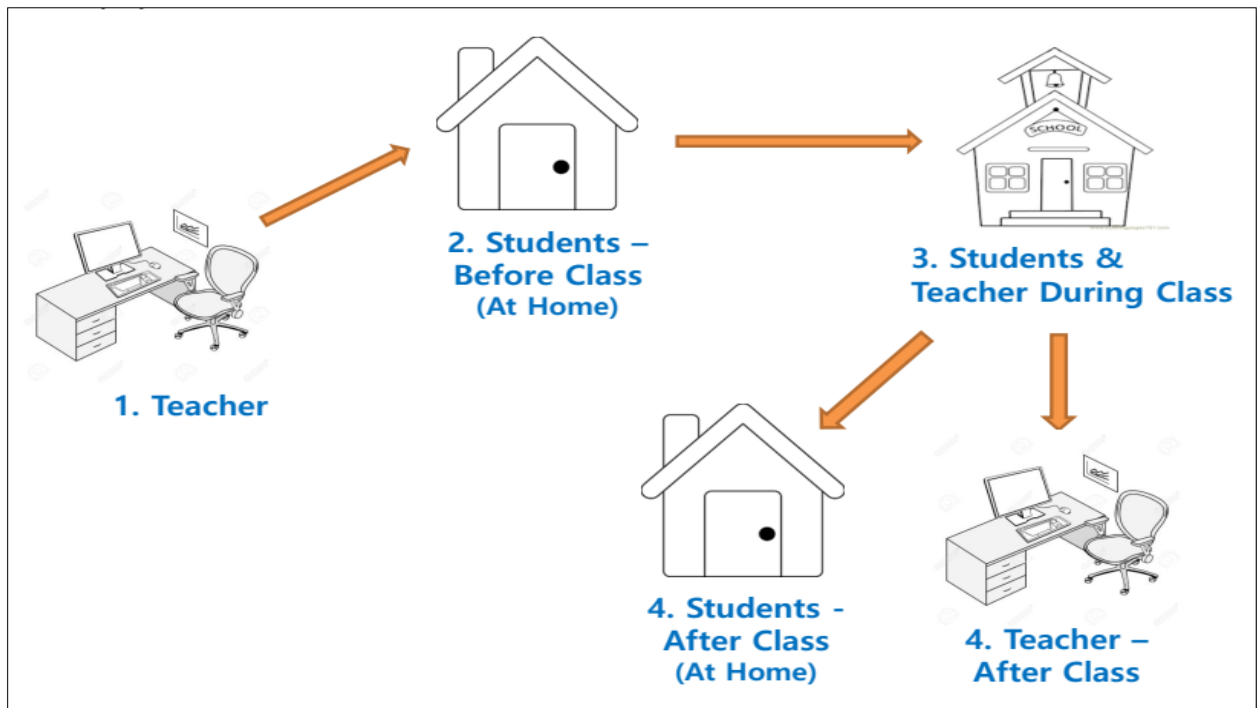 SCHOOL
2. Students –
Before Class
(At Home)
3. Students &
Teacher During Class
1. Teacher
4. Students -
After Class
(At Home)
4. Teacher –
After Class